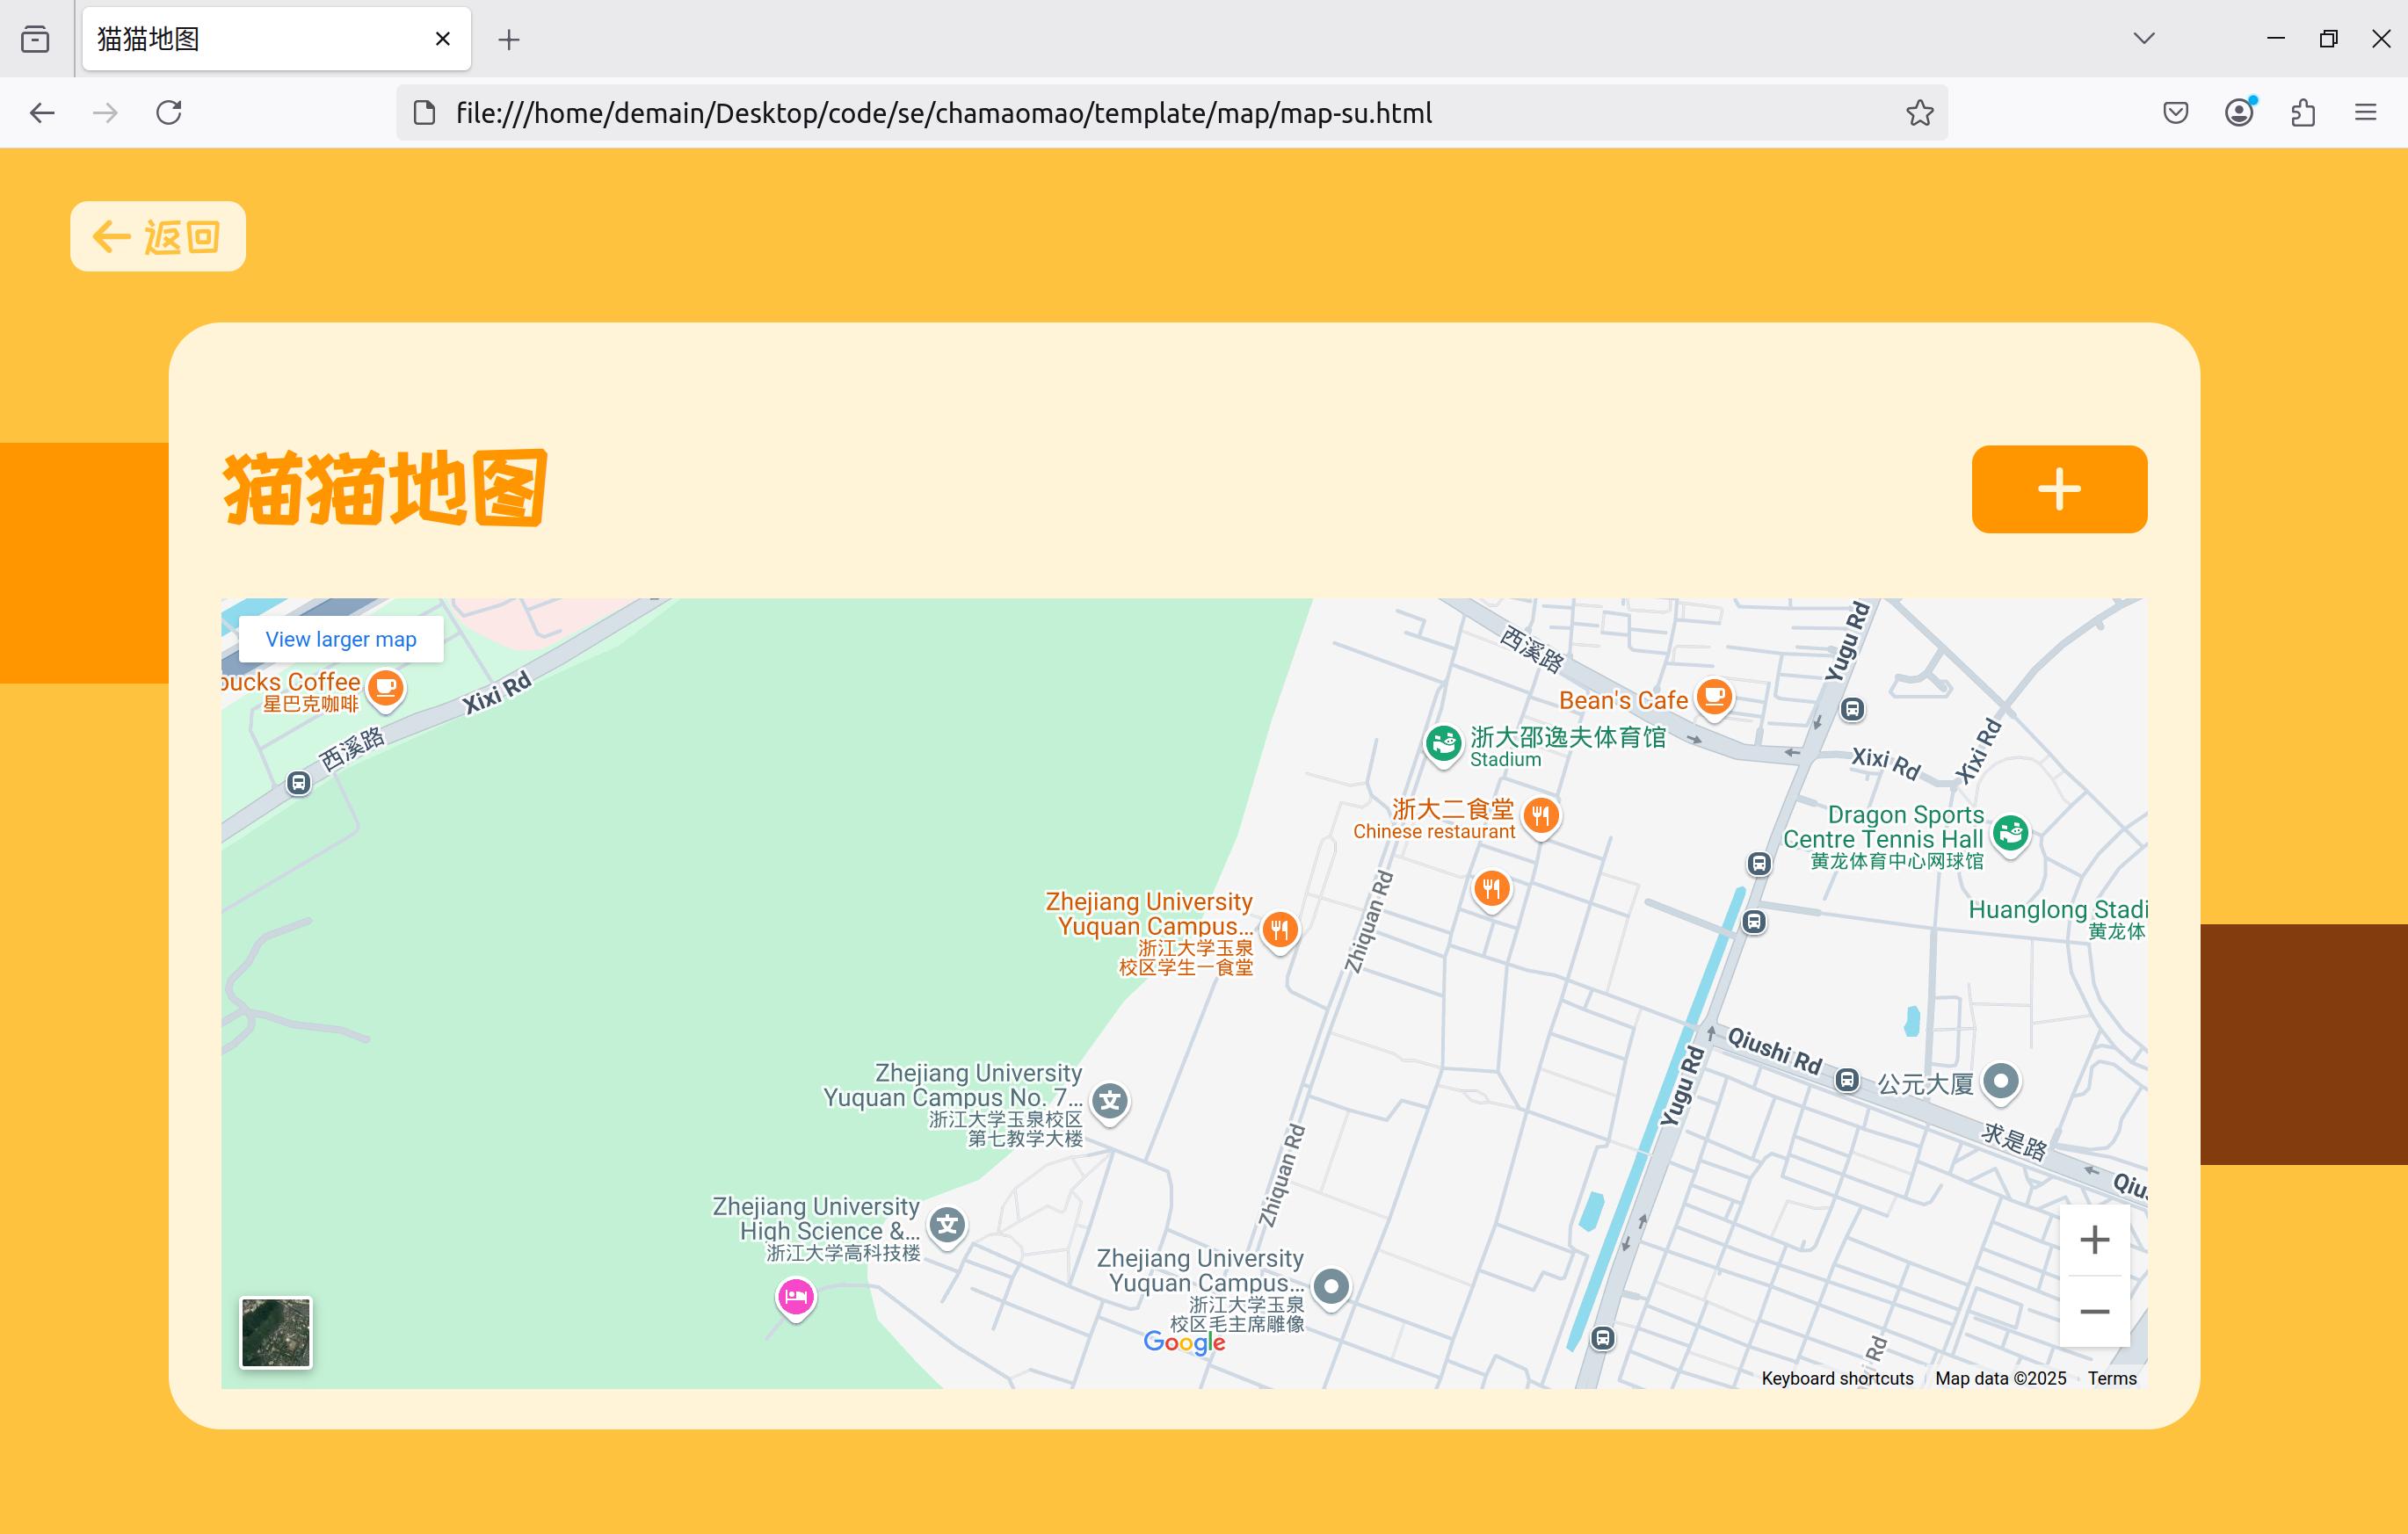 猫猫地图
file:///home/demain/Desktop/code/se/chamaomao/template/map/map-su.html
返回
猫猫地图
View larger map
bucks Coffee
星巴克咖啡
Xixi Rd
西溪路
西溪路
Yugu Rd
Bean's Cafe
浙大邵逸夫体育馆
Stadium
Xixi Rd
Xixi Rd
浙大二食堂
Chinese restaurant
Dragon Sports
Centre Tennis Hall
黄龙体育中心网球馆
Zhiquan Rd
Zhejiang University
Yuquan Campus...
浙江大学玉泉
校区学生一食堂
Huanglong Stadi
黄龙体
Qiushi Rd
Yugu Rd
Zhejiang University
Yuquan Campus No. 7...
浙江大学玉泉校区
第七教学大楼
公元大厦
求是路
Qius
Zhiquan Rd
Zhejiang University
High Science &...
浙江大学高科技楼
Zhejiang University
Yuquan Campus...
浙江大学玉泉
校区毛主席雕像
Google
Rd
Keyboard shortcuts
Map data ©2025
Terms